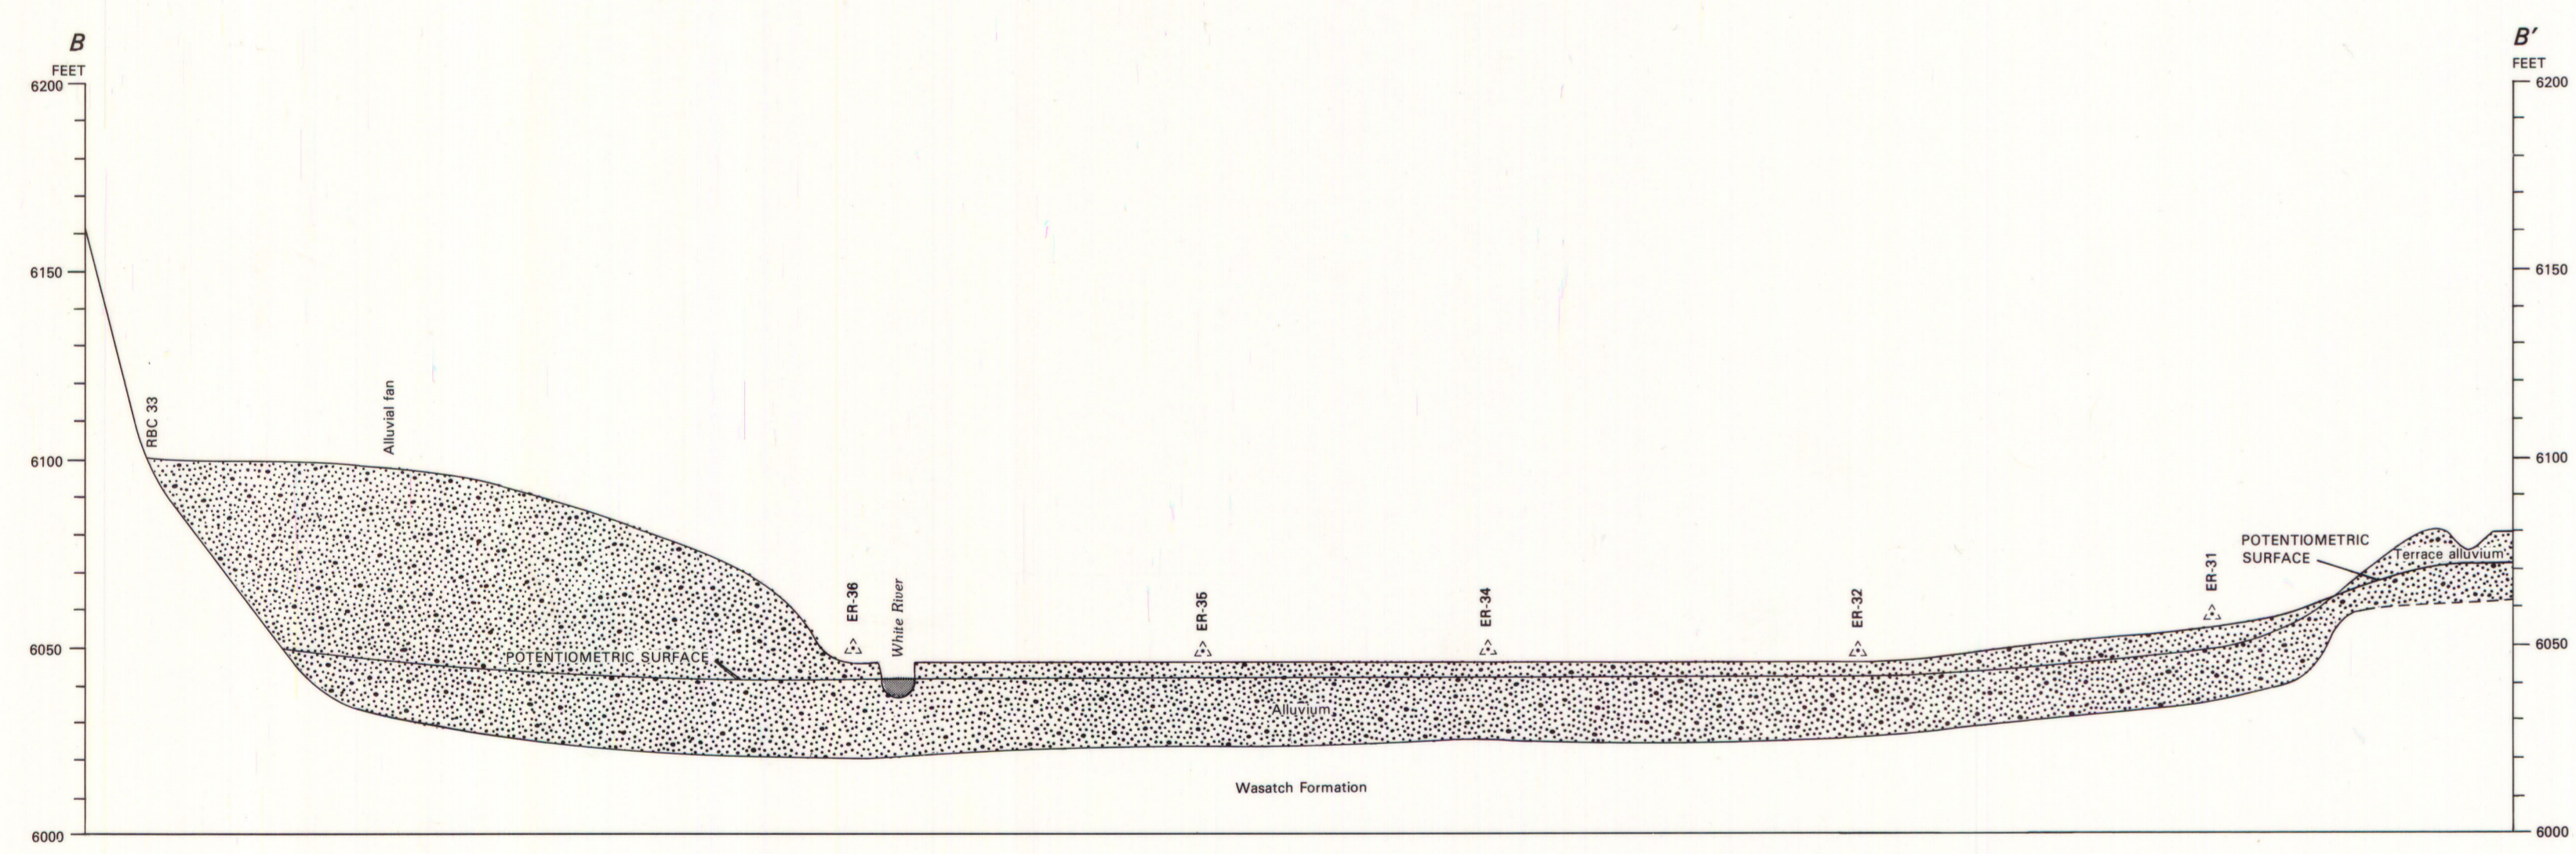 B
FEET
6200
6150
6100
6050
6000
RBC 33
Alluvial fan
POTENTIOMETRIC SURFACE
ER-36
White River
ER-35
ER-34
ER-32
ER-31
Alluvium
Wasatch Formation
POTENTIOMETRIC
SURFACE
Terrace alluvium
B'
FEET
6200
6150
6100
6050
6000